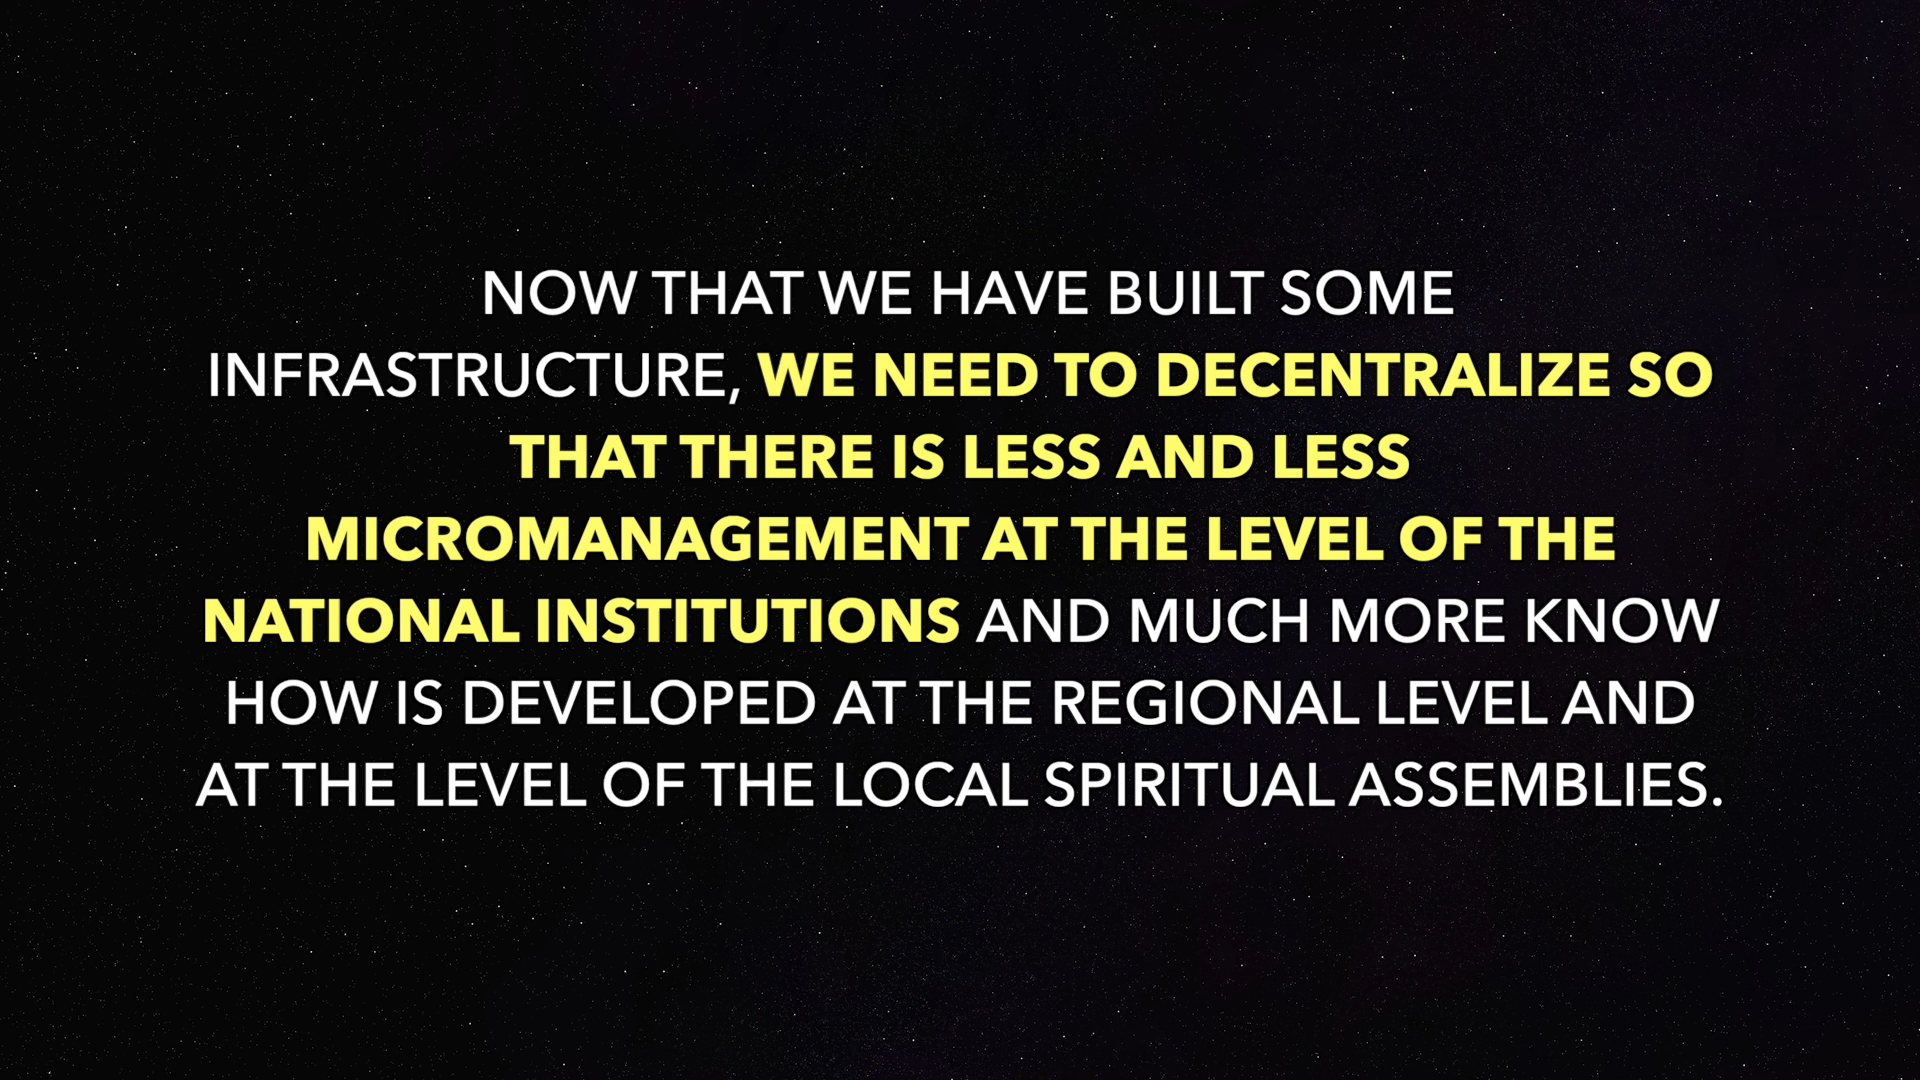 NOW THAT WE HAVE BUILT SOME
INFRASTRUCTURE, WE NEED TO DECENTRALIZE SO
THAT THERE IS LESS AND LESS
MICROMANAGEMENT AT THE LEVEL OF THE
NATIONAL INSTITUTIONS AND MUCH MORE KNOW
HOW IS DEVELOPED AT THE REGIONAL LEVEL AND
AT THE LEVEL OF THE LOCAL SPIRITUAL ASSEMBLIES.